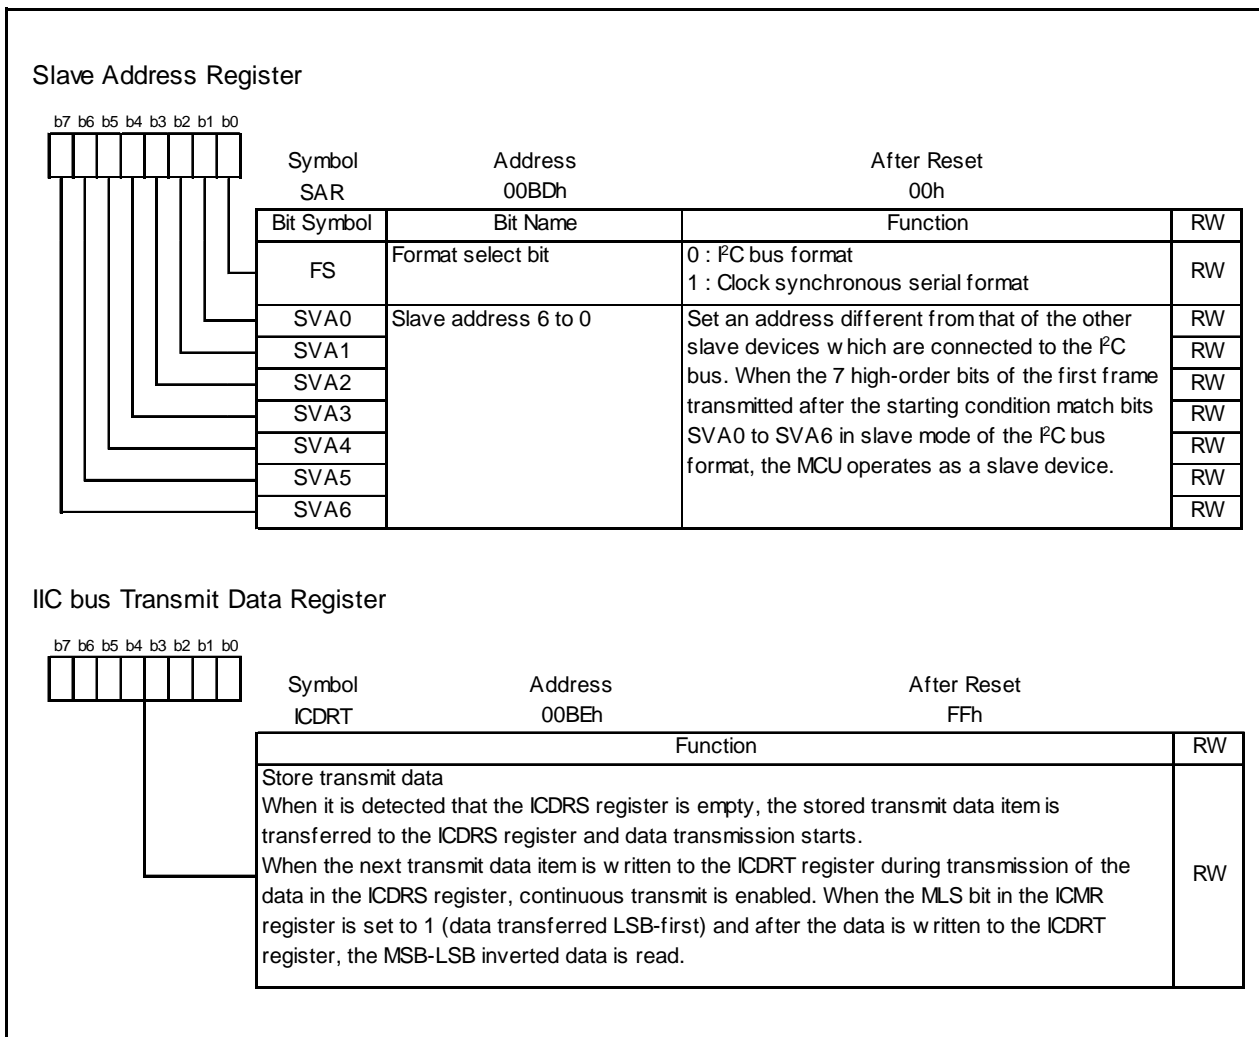 Slave Address Register
b7 b6 b5 b4 b3 b2 b1 b0
Symbol Address After Reset
SAR 00BDh 00h
Bit Symbol Bit Name Function RW
FS Format select bit 0 : I²C bus format RW
1 : Clock synchronous serial format
SVA0 Slave address 6 to 0 Set an address different from that of the other RW
SVA1 slave devices which are connected to the I²C RW
SVA2 bus. When the 7 high-order bits of the first frame RW
SVA3 transmitted after the starting condition match bits RW
SVA4 SVA0 to SVA6 in slave mode of the I²C bus RW
SVA5 format, the MCU operates as a slave device. RW
SVA6 RW
IIC bus Transmit Data Register
b7 b6 b5 b4 b3 b2 b1 b0
Symbol Address After Reset
ICDRT 00BEh FFh
Function RW
Store transmit data
When it is detected that the ICDRS register is empty, the stored transmit data item is
transferred to the ICDRS register and data transmission starts.
When the next transmit data item is written to the ICDRT register during transmission of the RW
data in the ICDRS register, continuous transmit is enabled. When the MLS bit in the ICMR
register is set to 1 (data transferred LSB-first) and after the data is written to the ICDRT
register, the MSB-LSB inverted data is read.